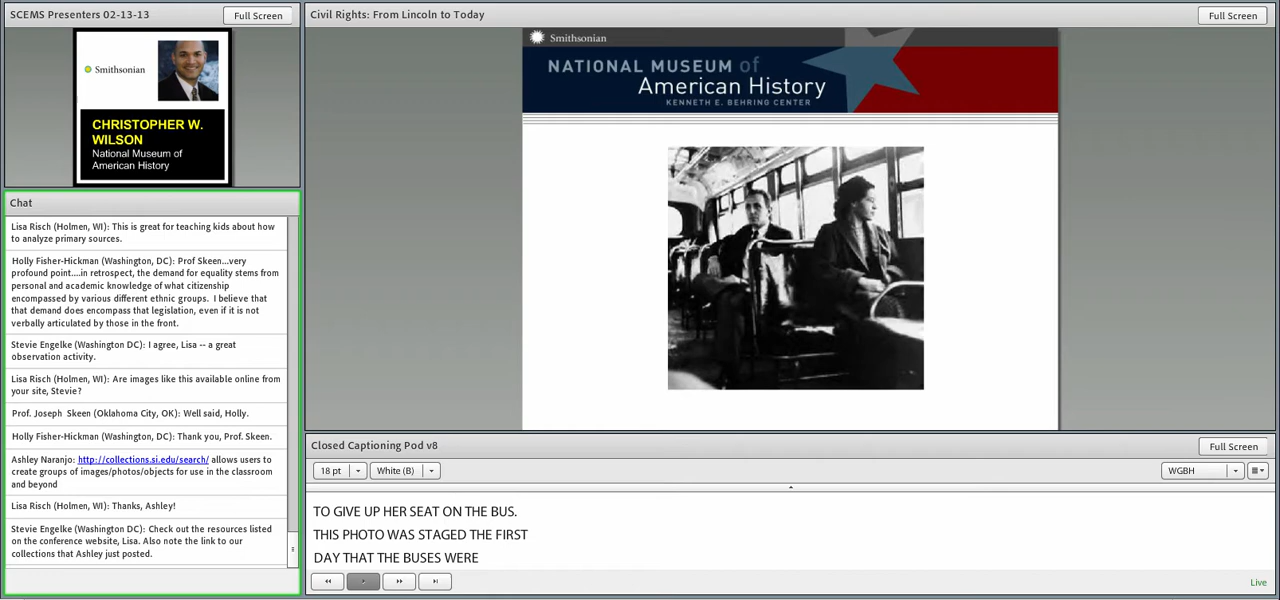 SCEMS Presenters 02-13-13
Full Screen
Smithsonian
CHRISTOPHER W.
WILSON
National Museum of
American History
Chat
Lisa Risch (Holmen, WI): This is great for teaching kids about how
to analyze primary sources.
Holly Fisher-Hickman (Washington, DC): Prof Skeen...very
profound point....in retrospect, the demand for equality stems from
personal and academic knowledge of what citizenship
encompassed by various different ethnic groups.  I believe that
that demand does encompass that legislation, even if it is not
verbally articulated by those in the front.
Stevie Engelke (Washington DC): I agree, Lisa -- a great
observation activity.
Lisa Risch (Holmen, WI): Are images like this available online from
your site, Stevie?
Prof. Joseph  Skeen (Oklahoma City, OK): Well said, Holly.
Holly Fisher-Hickman (Washington, DC): Thank you, Prof. Skeen.
Ashley Naranjo: http://collections.si.edu/search/ allows users to
create groups of images/photos/objects for use in the classroom
and beyond
Lisa Risch (Holmen, WI): Thanks, Ashley!
Stevie Engelke (Washington DC): Check out the resources listed
on the conference website, Lisa. Also note the link to our
collections that Ashley just posted.
Civil Rights: From Lincoln to Today
Full Screen
Smithsonian
NATIONAL MUSEUM of
American History
KENNETH E. BEHRING CENTER
Closed Captioning Pod v8
Full Screen
18 pt
White (B)
WGBH
TO GIVE UP HER SEAT ON THE BUS.
THIS PHOTO WAS STAGED THE FIRST
DAY THAT THE BUSES WERE
Live